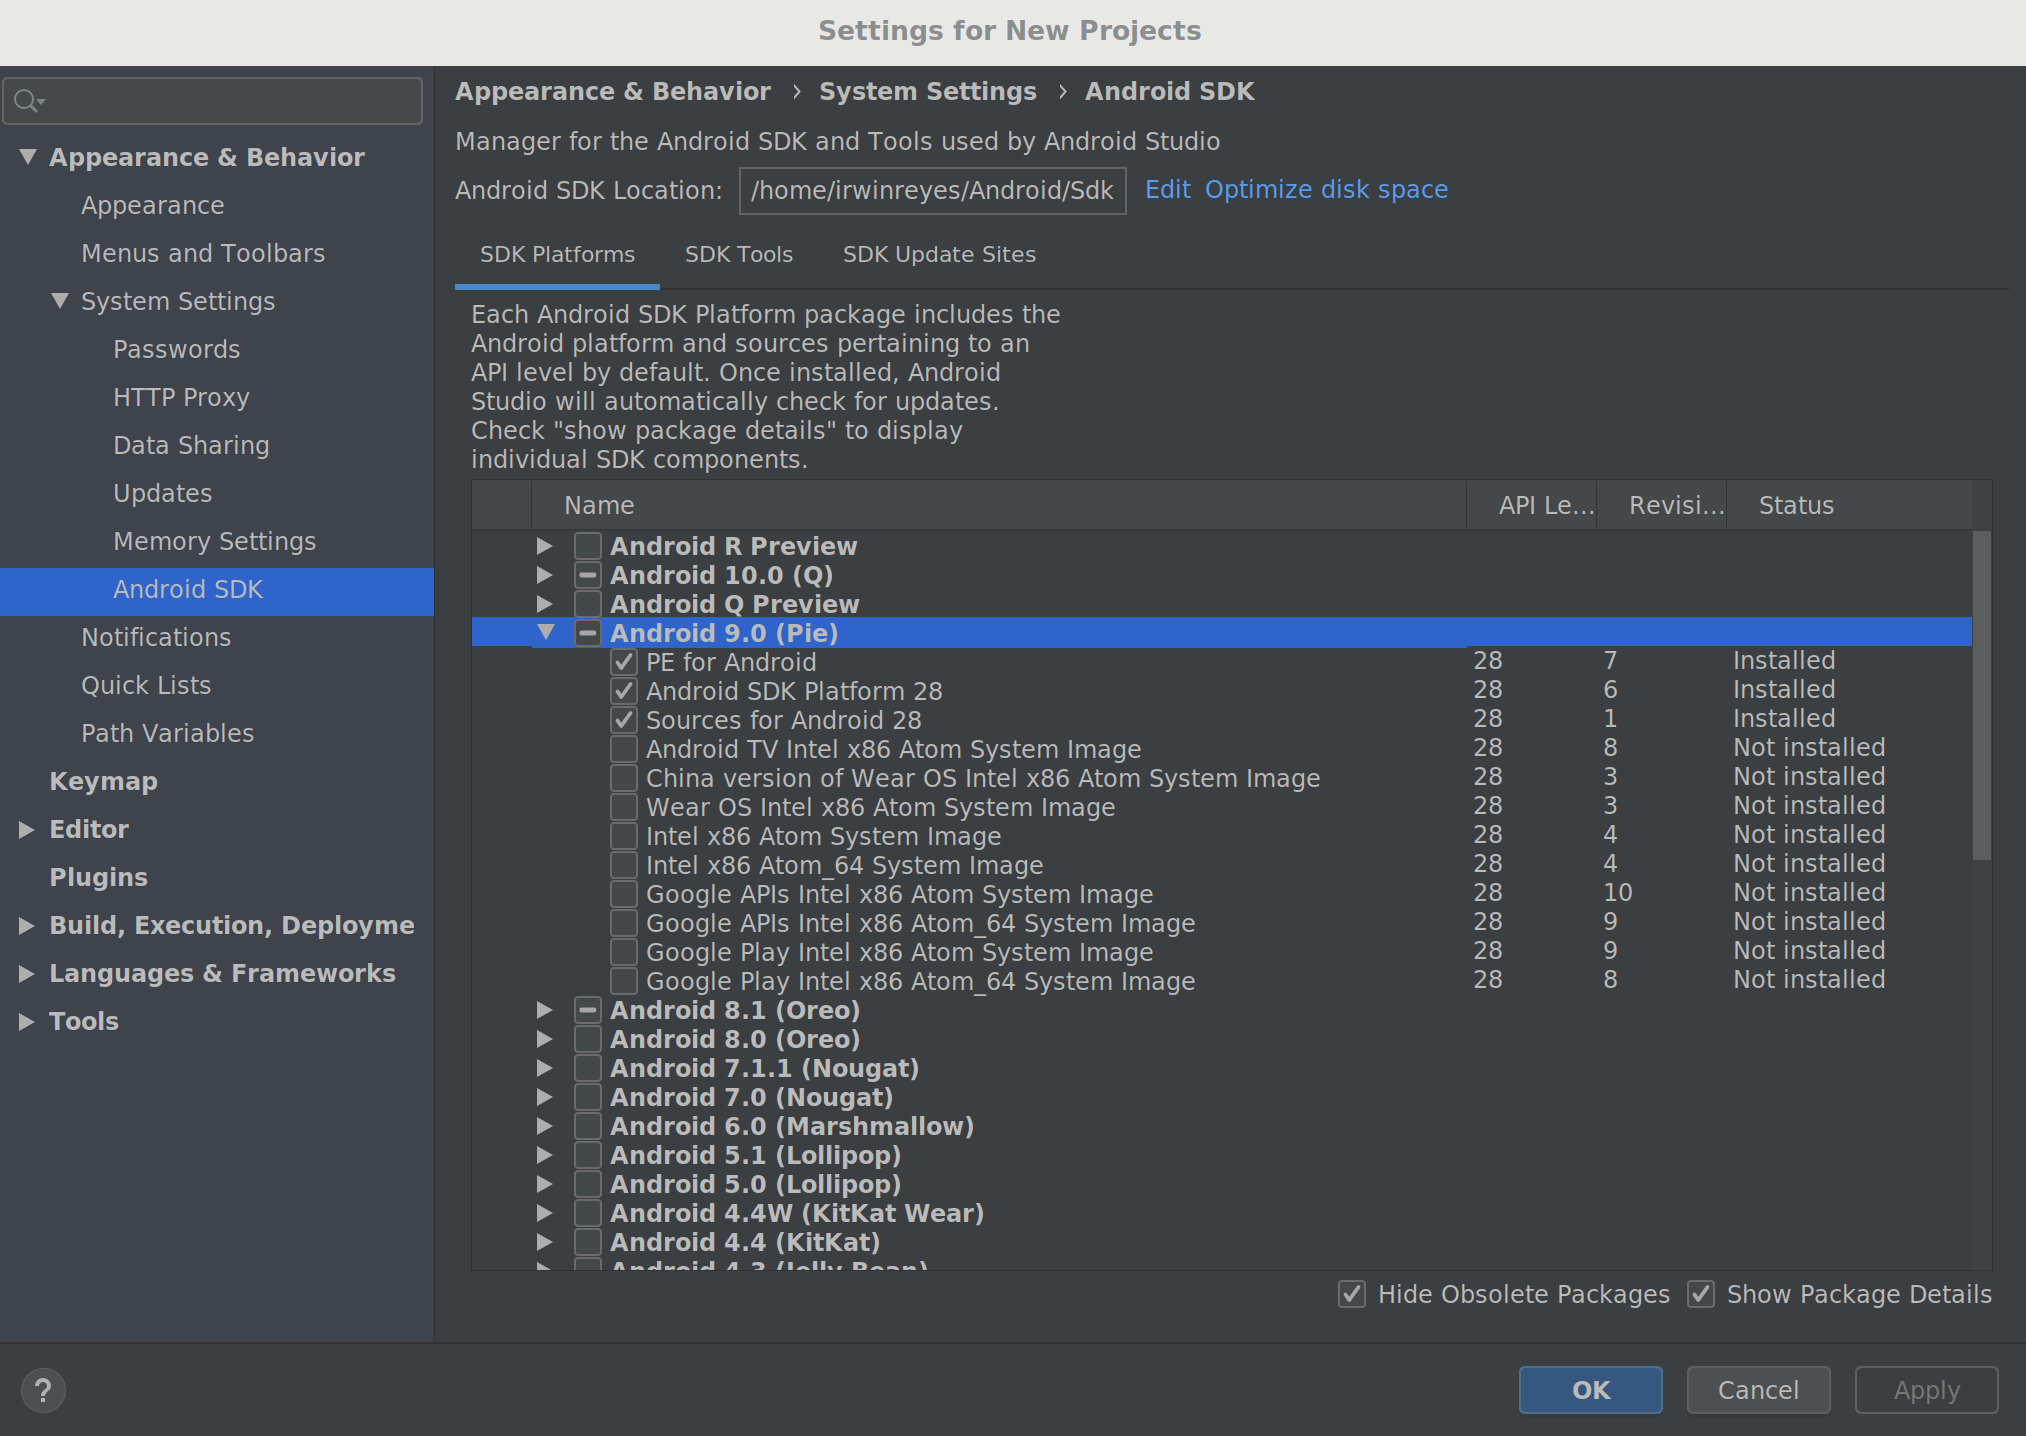 Settings for New Projects
Appearance & Behavior
Appearance
Menus and Toolbars
System Settings
Passwords
HTTP Proxy
Data Sharing
Updates
Memory Settings
Android SDK
Notifications
Quick Lists
Path Variables
Keymap
Editor
Plugins
Build, Execution, Deployme
Languages & Frameworks
Tools
Appearance & Behavior › System Settings › Android SDK
Manager for the Android SDK and Tools used by Android Studio
Android SDK Location: /home/irwinreyes/Android/Sdk Edit Optimize disk space
SDK Platforms SDK Tools SDK Update Sites
Each Android SDK Platform package includes the
Android platform and sources pertaining to an
API level by default. Once installed, Android
Studio will automatically check for updates.
Check "show package details" to display
individual SDK components.
Name API Le... Revisi... Status
Android R Preview
Android 10.0 (Q)
Android Q Preview
Android 9.0 (Pie)
PE for Android 28 7 Installed
Android SDK Platform 28 28 6 Installed
Sources for Android 28 28 1 Installed
Android TV Intel x86 Atom System Image 28 8 Not installed
China version of Wear OS Intel x86 Atom System Image 28 3 Not installed
Wear OS Intel x86 Atom System Image 28 3 Not installed
Intel x86 Atom System Image 28 4 Not installed
Intel x86 Atom_64 System Image 28 4 Not installed
Google APIs Intel x86 Atom System Image 28 10 Not installed
Google APIs Intel x86 Atom_64 System Image 28 9 Not installed
Google Play Intel x86 Atom System Image 28 9 Not installed
Google Play Intel x86 Atom_64 System Image 28 8 Not installed
Android 8.1 (Oreo)
Android 8.0 (Oreo)
Android 7.1.1 (Nougat)
Android 7.0 (Nougat)
Android 6.0 (Marshmallow)
Android 5.1 (Lollipop)
Android 5.0 (Lollipop)
Android 4.4W (KitKat Wear)
Android 4.4 (KitKat)
Android 4.3 (Jelly Bean)
Hide Obsolete Packages Show Package Details
? OK Cancel Apply